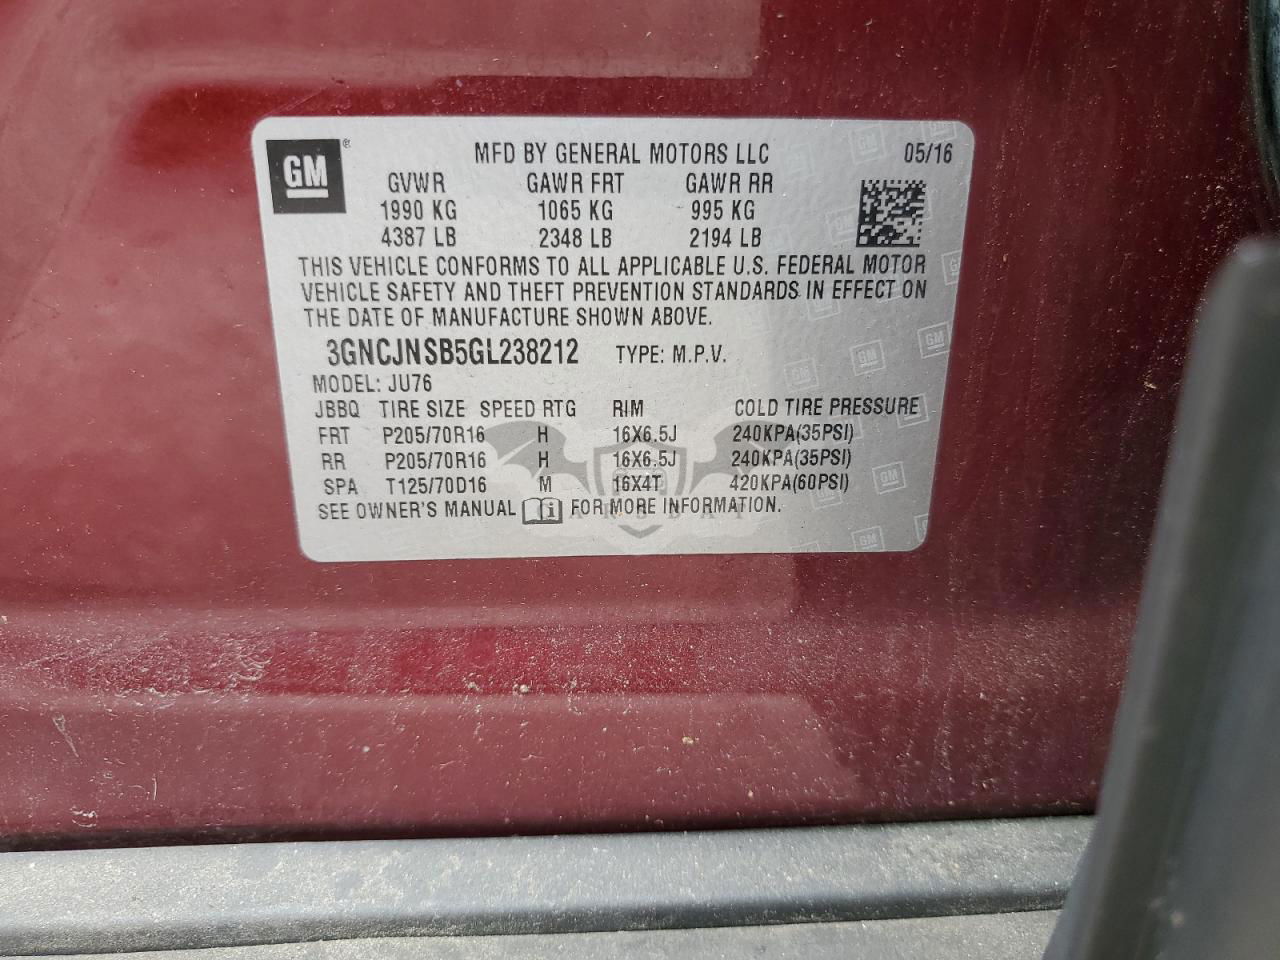 GM ® MFD BY GENERAL MOTORS LLC 05/16
GVWR GAWR FRT GAWR RR
1990 KG 1065 KG 995 KG
4387 LB 2348 LB 2194 LB
THIS VEHICLE CONFORMS TO ALL APPLICABLE U.S. FEDERAL MOTOR
VEHICLE SAFETY AND THEFT PREVENTION STANDARDS IN EFFECT ON
THE DATE OF MANUFACTURE SHOWN ABOVE.
3GNCJNSB5GL238212 TYPE: M.P.V.
MODEL: JU76
JBBQ TIRE SIZE SPEED RTG RIM COLD TIRE PRESSURE
FRT P205/70R16 H 16X6.5J 240KPA(35PSI)
RR P205/70R16 H 16X6.5J 240KPA(35PSI)
SPA T125/70D16 M 16X4T 420KPA(60PSI)
SEE OWNER'S MANUAL i FOR MORE INFORMATION.